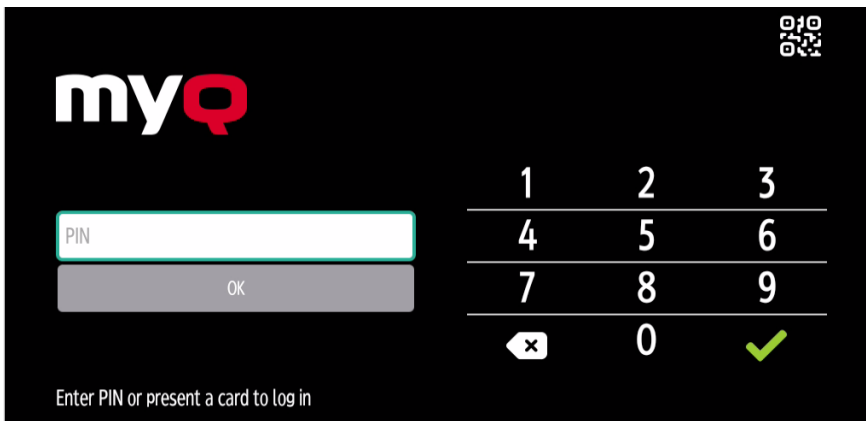 myQ
1 2 3
PIN
4 5 6
OK
7 8 9
0
Enter PIN or present a card to log in